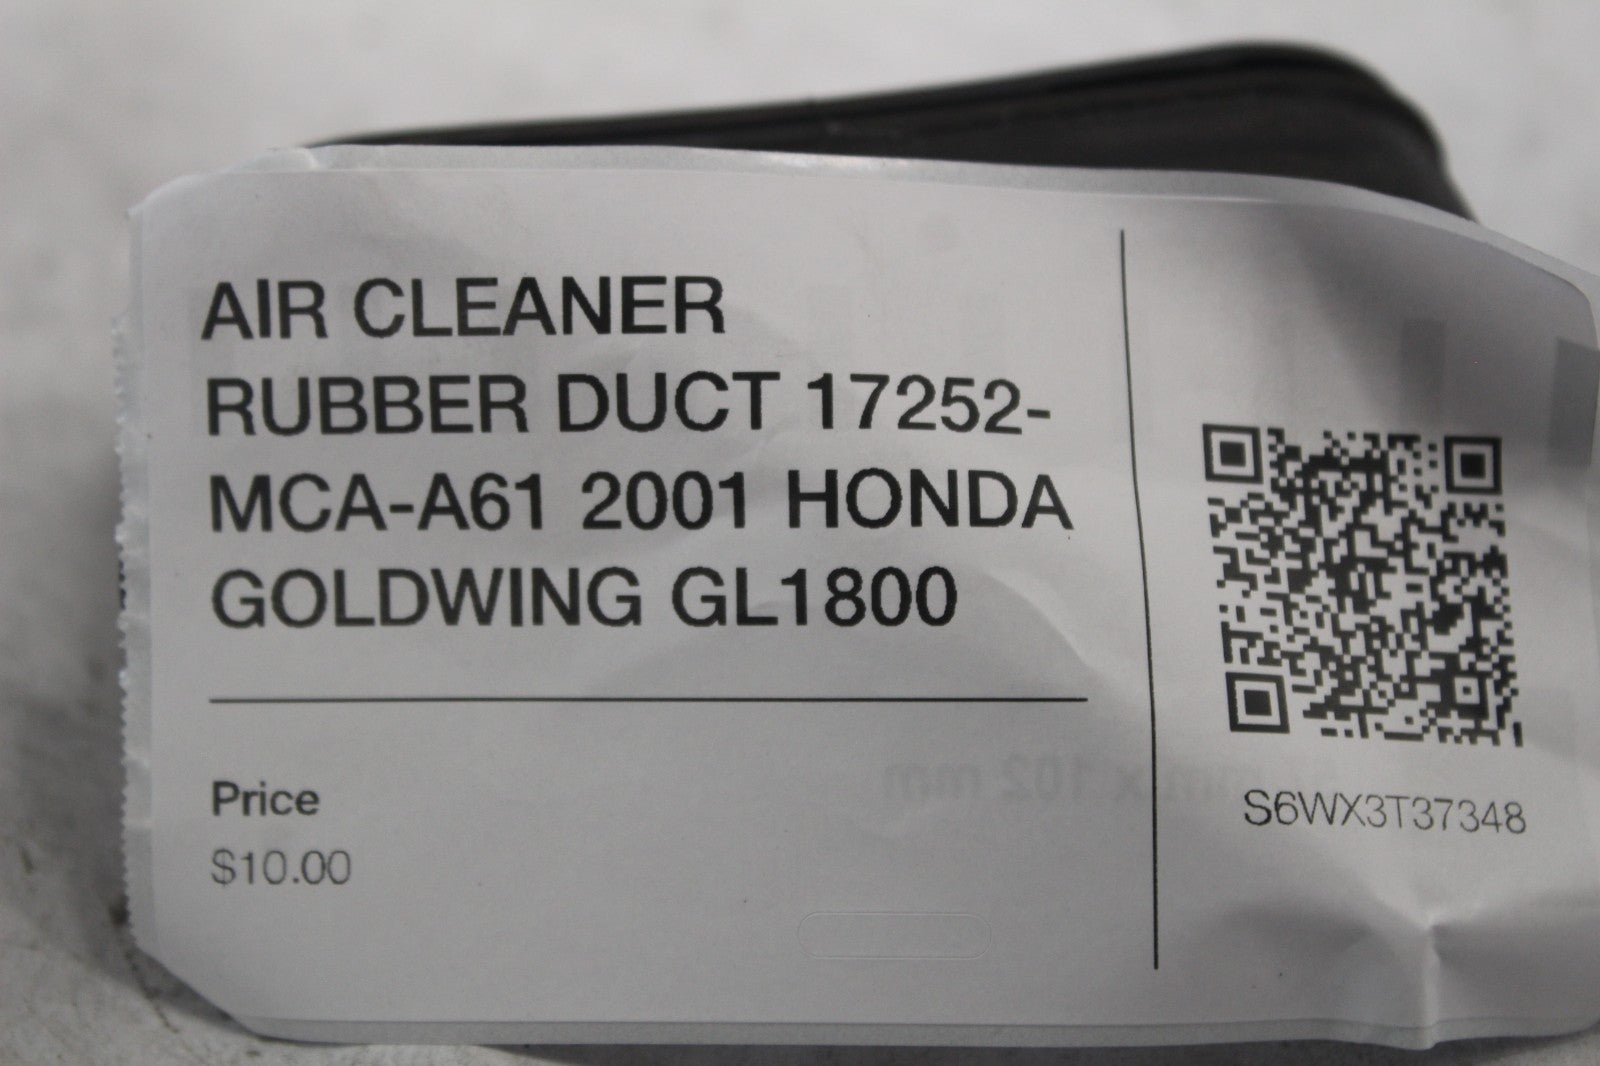 AIR CLEANER
RUBBER DUCT 17252-
MCA-A61 2001 HONDA
GOLDWING GL1800
Price
$10.00
S6WX3T37348